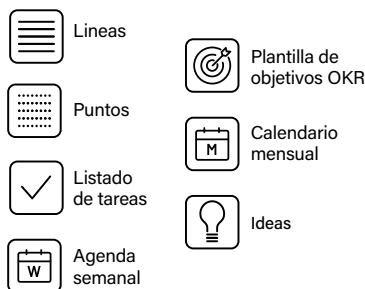 Lineas
Puntos
Listado
de tareas
W
Agenda
semanal
Plantilla de
objetivos OKR
M
Calendario
mensual
Ideas